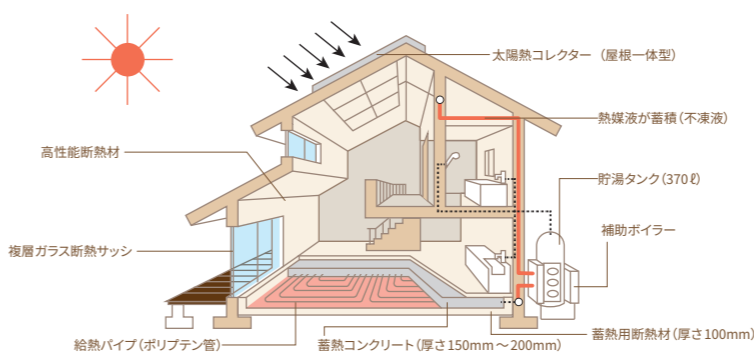 太陽熱コレクター（屋根一体型）
熱媒液が蓄積（不凍液）
高性能断熱材
貯湯タンク（370ℓ）
補助ボイラー
複層ガラス断熱サッシ
給熱パイプ（ポリブテン管）
蓄熱コンクリート（厚さ150mm～200mm）
蓄熱用断熱材（厚さ100mm）